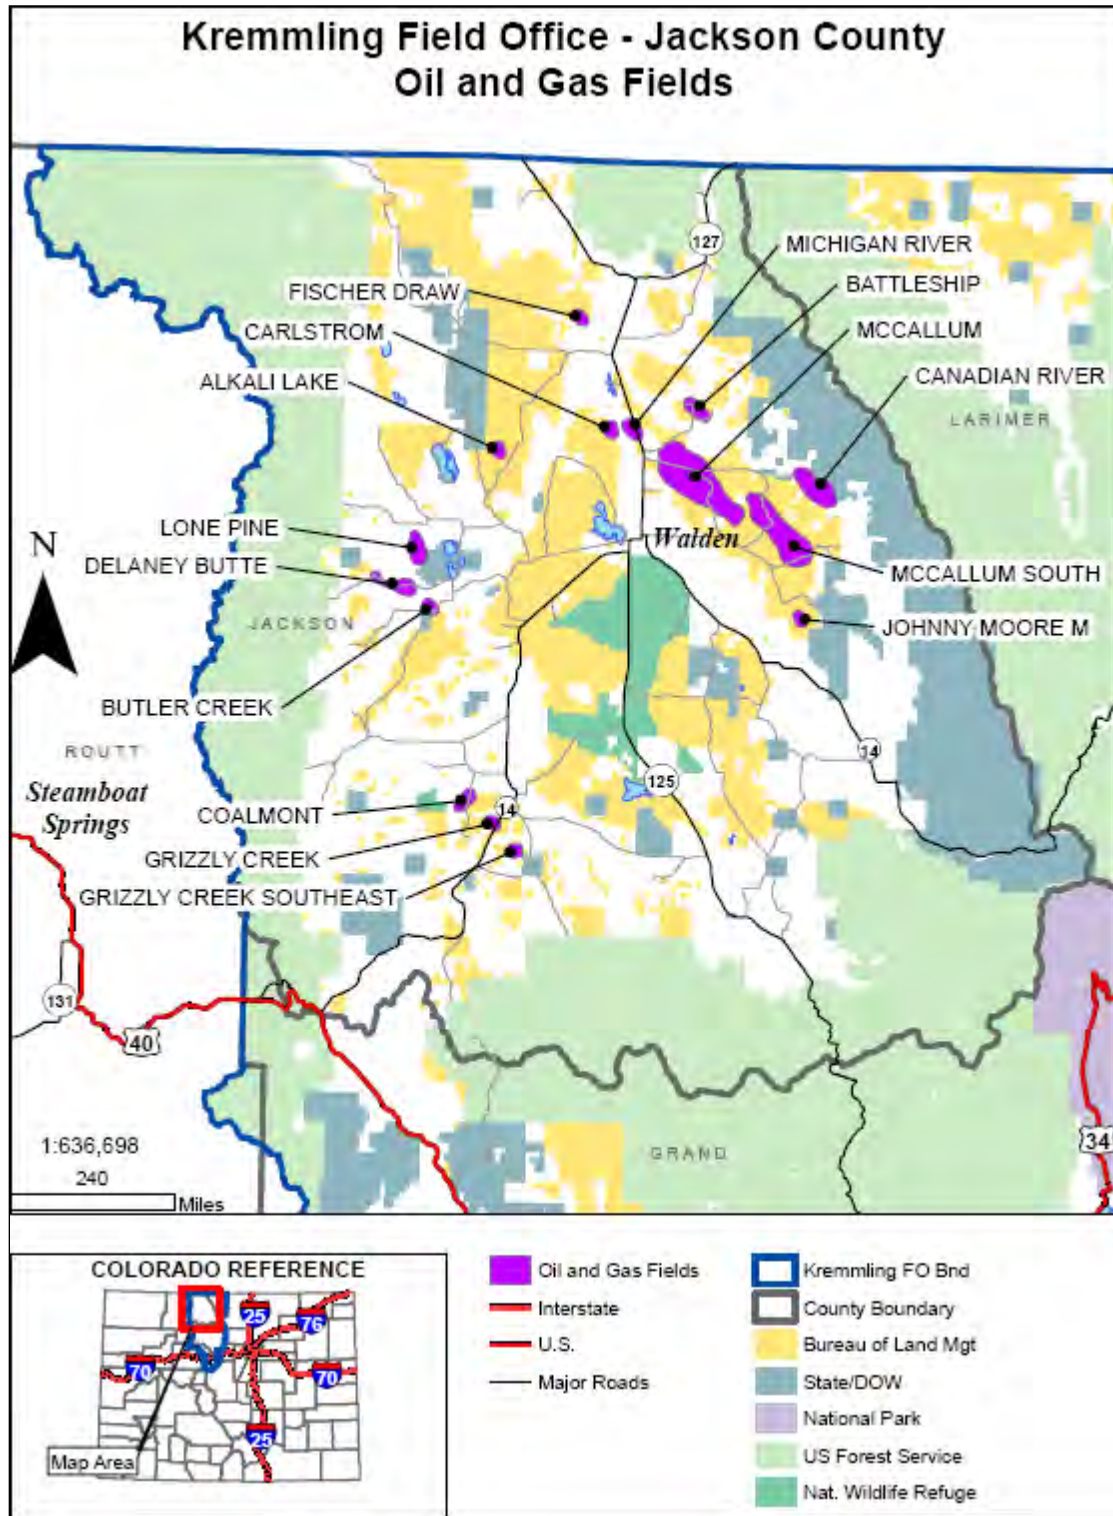 Kremmling Field Office - Jackson County
Oil and Gas Fields
127
MICHIGAN RIVER
BATTLESHIP
FISCHER DRAW
CARLSTROM
MCCALLUM
ALKALI LAKE
CANADIAN RIVER
LARIMER
LONE PINE
N
Walden
DELANEY BUTTE
MCCALLUM SOUTH
JACKSON
JOHNNY MOORE M
BUTLER CREEK
ROUTT
14
125
Steamboat
Springs
COALMONT
14
GRIZZLY CREEK
GRIZZLY CREEK SOUTHEAST
131
40
1:636,698
34
GRAND
240
Miles
COLORADO REFERENCE
25
76
70
70
25
Map Area
Oil and Gas Fields
Interstate
U.S.
Major Roads
Kremmling FO Bnd
County Boundary
Bureau of Land Mgt
State/DOW
National Park
US Forest Service
Nat. Wildlife Refuge